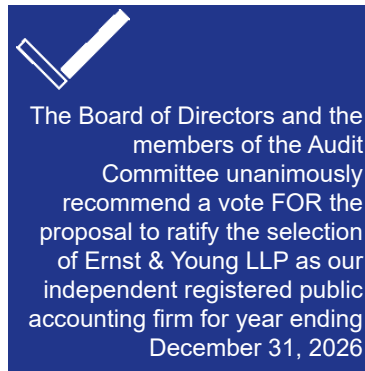 The Board of Directors and the
members of the Audit
Committee unanimously
recommend a vote FOR the
proposal to ratify the selection
of Ernst & Young LLP as our
independent registered public
accounting firm for year ending
December 31, 2026